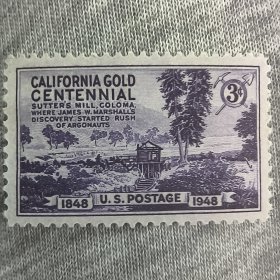 CALIFORNIA GOLD
CENTENNIAL
SUTTER'S MILL, COLOMA,
WHERE JAMES W. MARSHALL'S
DISCOVERY STARTED RUSH
OF ARGONAUTS
3¢
1848 U.S. POSTAGE 1948